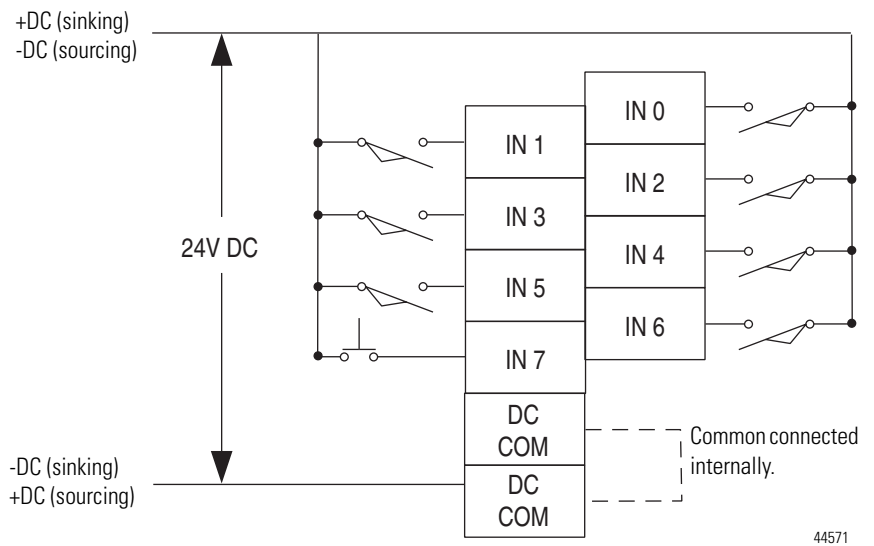 +DC (sinking)
-DC (sourcing)
IN 0
IN 1
IN 2
IN 3
24V DC
IN 4
IN 5
IN 6
IN 7
DC
COM
Common connected
internally.
-DC (sinking)
+DC (sourcing)
DC
COM
44571